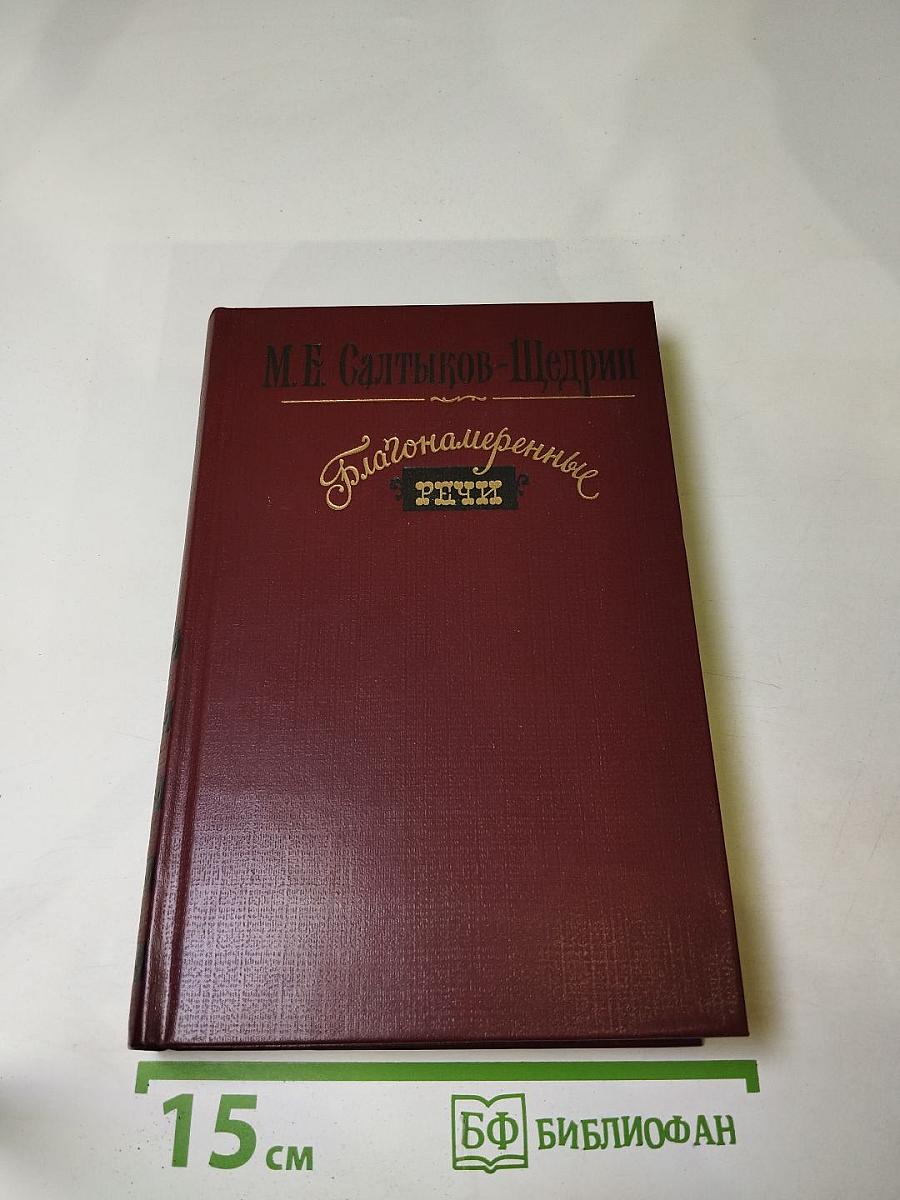 М. Е. Салтыков-Щедрин
Благонамеренные
РЕЧИ
15 см
БФ БИБЛИОФАН